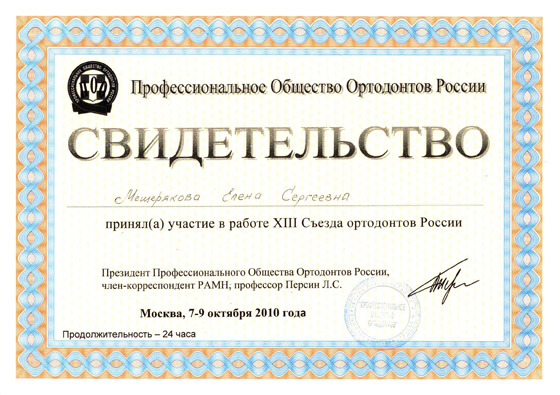 Профессиональное Общество Ортодонтов России
СВИДЕТЕЛЬСТВО
Мещерякова Елена Сергеевна
принял(а) участие в работе XIII Съезда ортодонтов России
Президент Профессионального Общества Ортодонтов России,
член-корреспондент РАМН, профессор Персин Л.С.
Москва, 7-9 октября 2010 года
Продолжительность – 24 часа